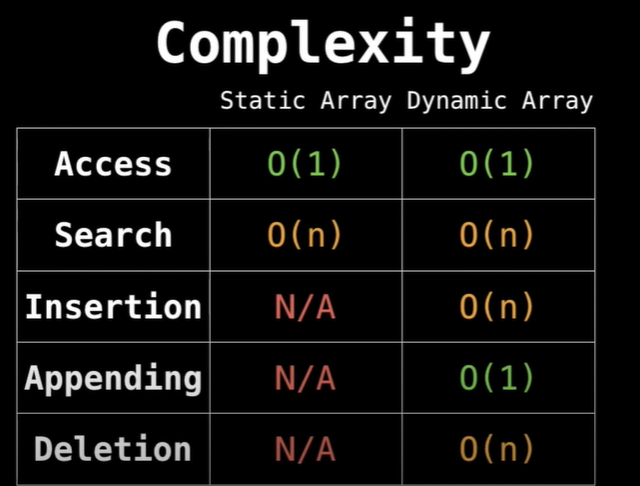 Complexity
Static Array Dynamic Array
Access O(1) O(1)
Search O(n) O(n)
Insertion N/A O(n)
Appending N/A O(1)
Deletion N/A O(n)